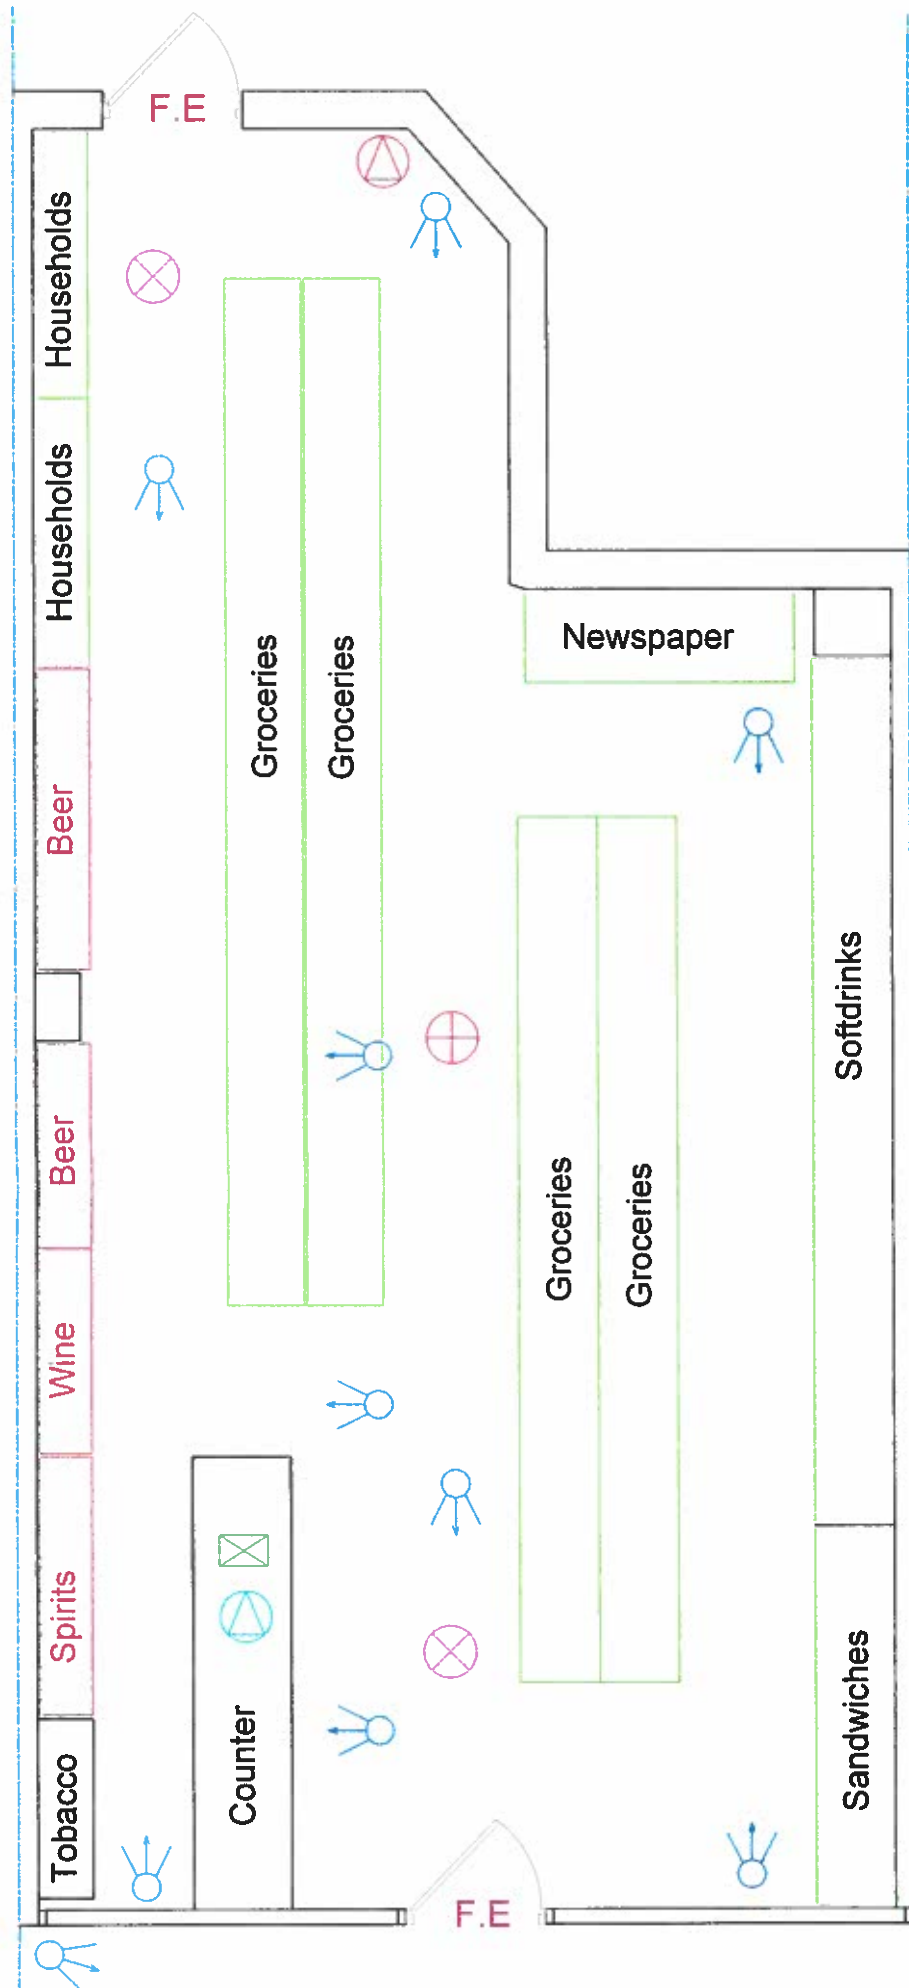 F.E
Households
Households
Groceries
Groceries
Newspaper
Beer
Softdrinks
Beer
Groceries
Groceries
Wine
Spirits
Counter
Sandwiches
Tobacco
F.E